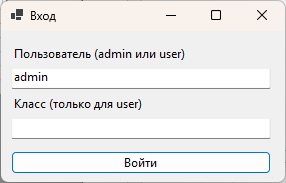 Вход
Пользователь (admin или user)
admin
Класс (только для user)
Войти